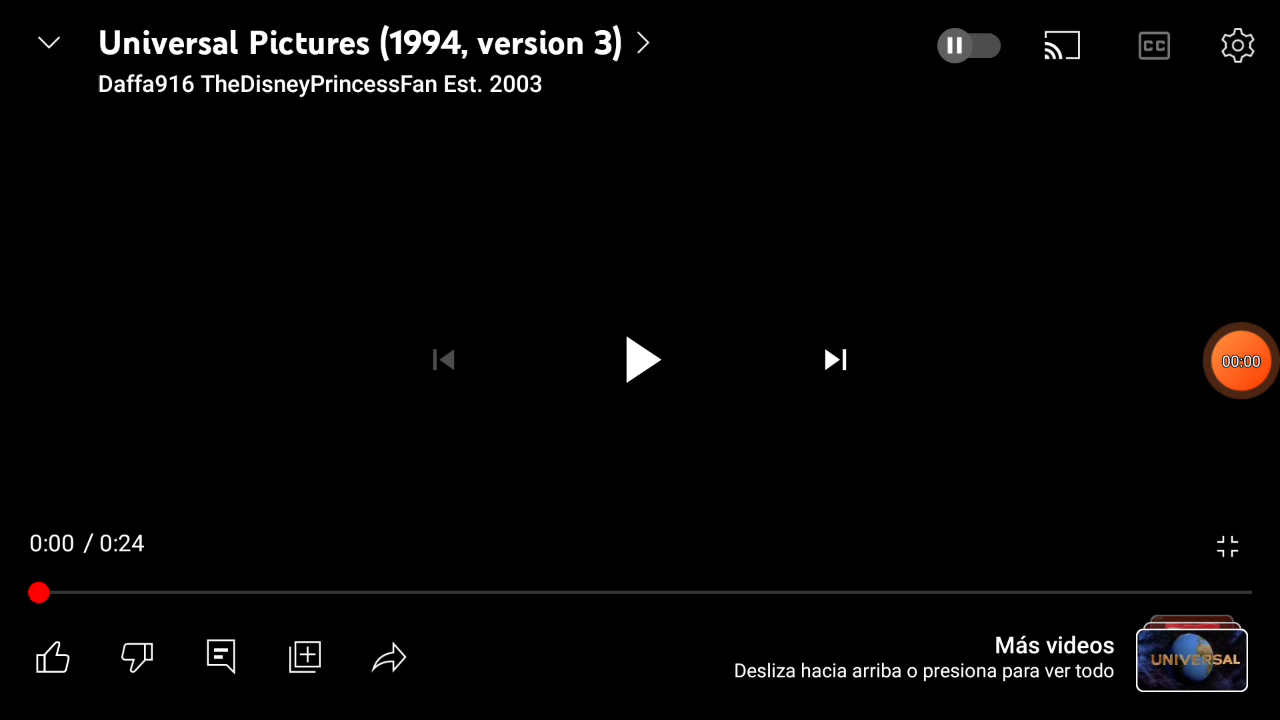 Universal Pictures (1994, version 3)
Daffa916 TheDisneyPrincessFan Est. 2003
CC
00:00
0:00 / 0:24
Más videos
Desliza hacia arriba o presiona para ver todo
UNIVERSAL